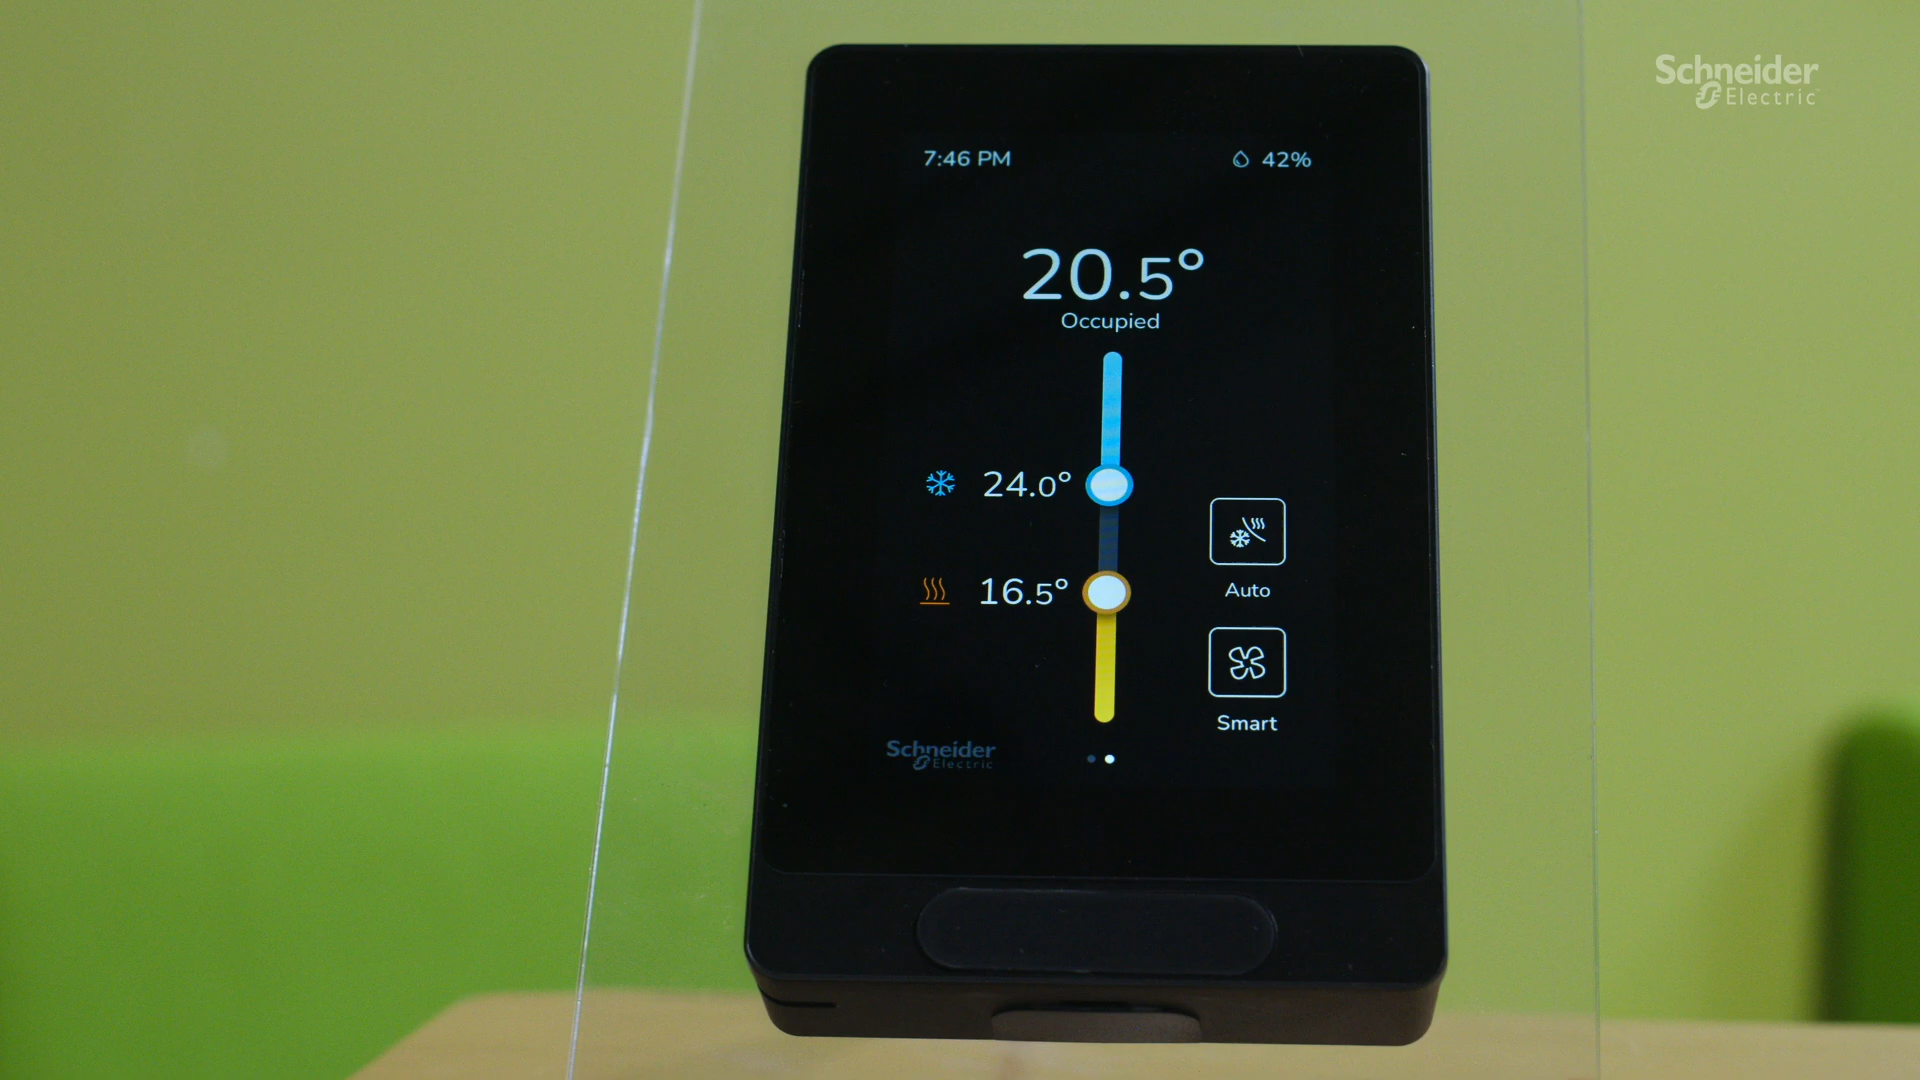 Schneider
Electric
7:46 PM
42%
20.5°
Occupied
24.0°
16.5°
Auto
Smart
Schneider
Electric